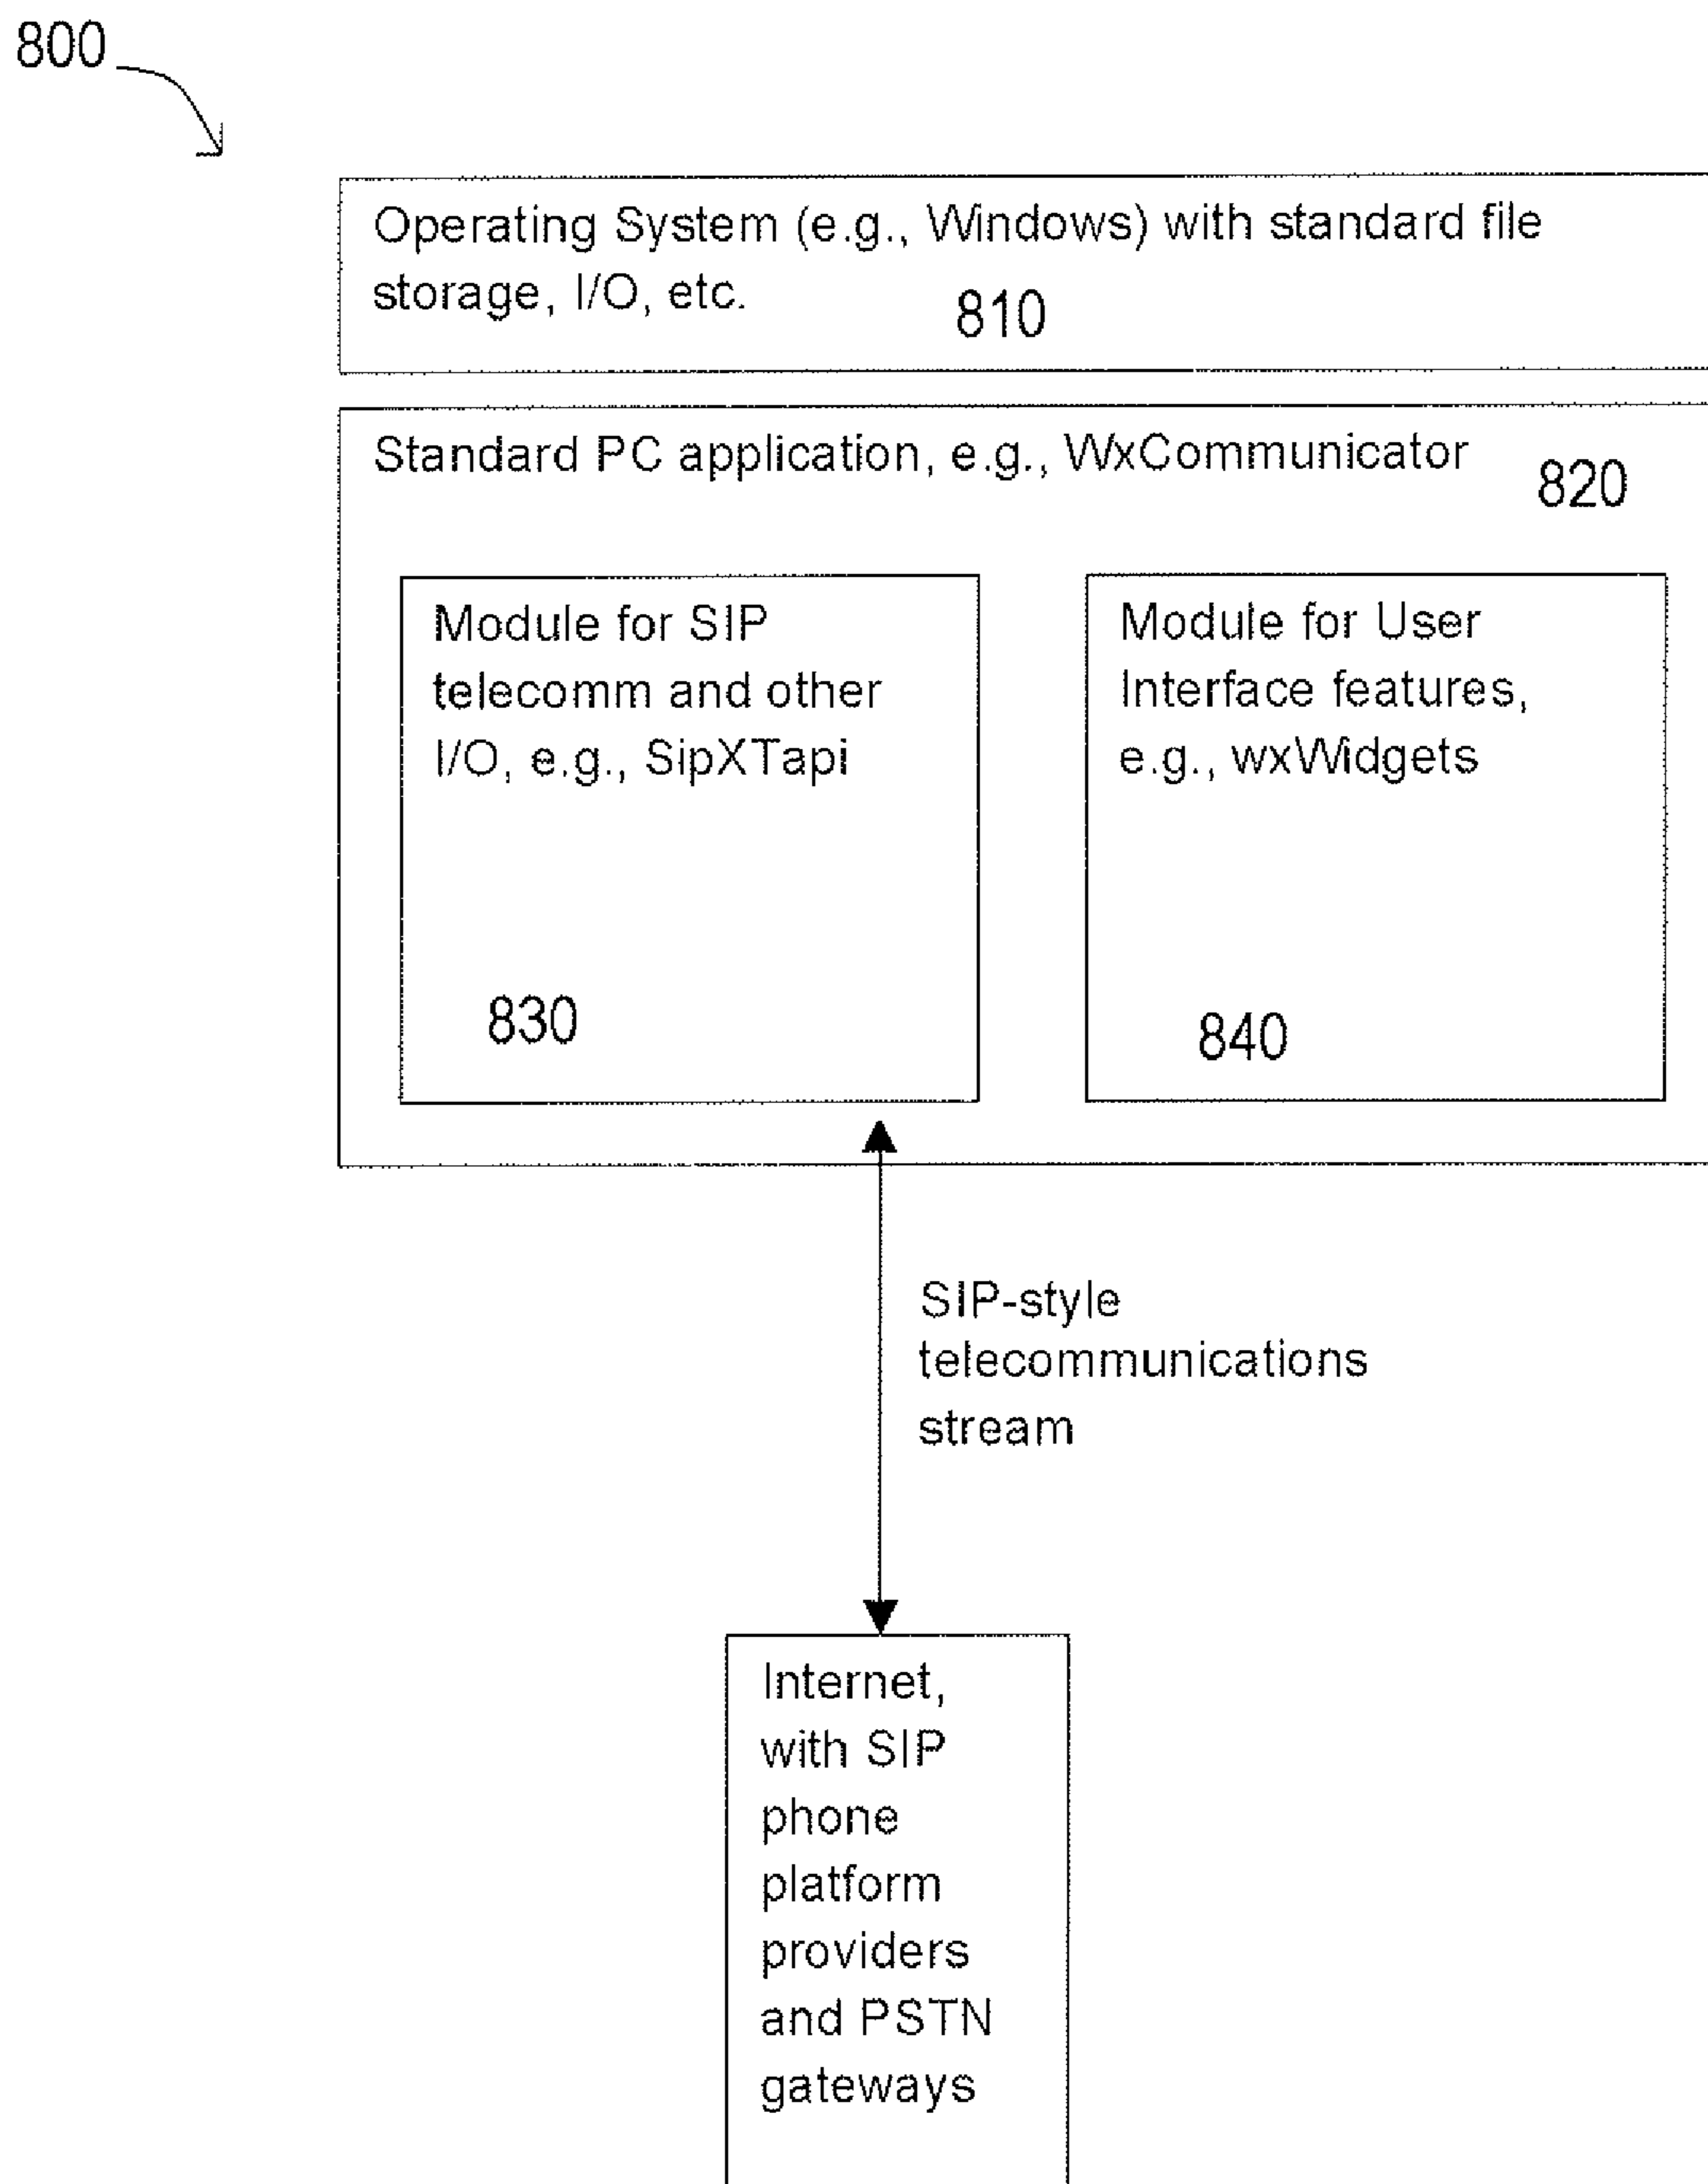 800
Operating System (e.g., Windows) with standard file
storage, I/O, etc.
810
Standard PC application, e.g., WxCommunicator
820
Module for SIP
telecomm and other
I/O, e.g., SipXTapi
830
Module for User
Interface features,
e.g., wxWidgets
840
SIP-style
telecommunications
stream
Internet,
with SIP
phone
platform
providers
and PSTN
gateways